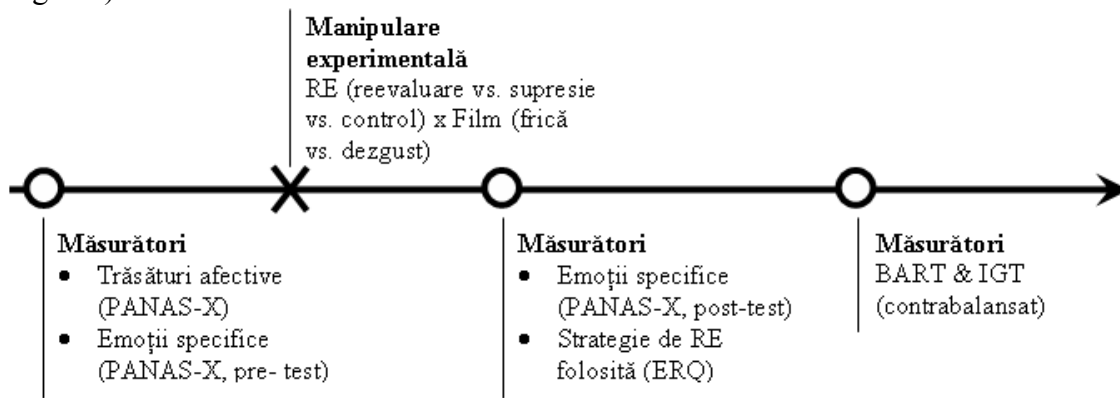 Manipulare
experimentală
RE (reevaluare vs. supresie
vs. control) x Film (frică
vs. dezgust)
Măsurători
• Trăsături afective
(PANAS-X)
• Emoții specifice
(PANAS-X, pre- test)
Măsurători
• Emoții specifice
(PANAS-X, post-test)
• Strategie de RE
folosită (ERQ)
Măsurători
BART & IGT
(contrabalansat)